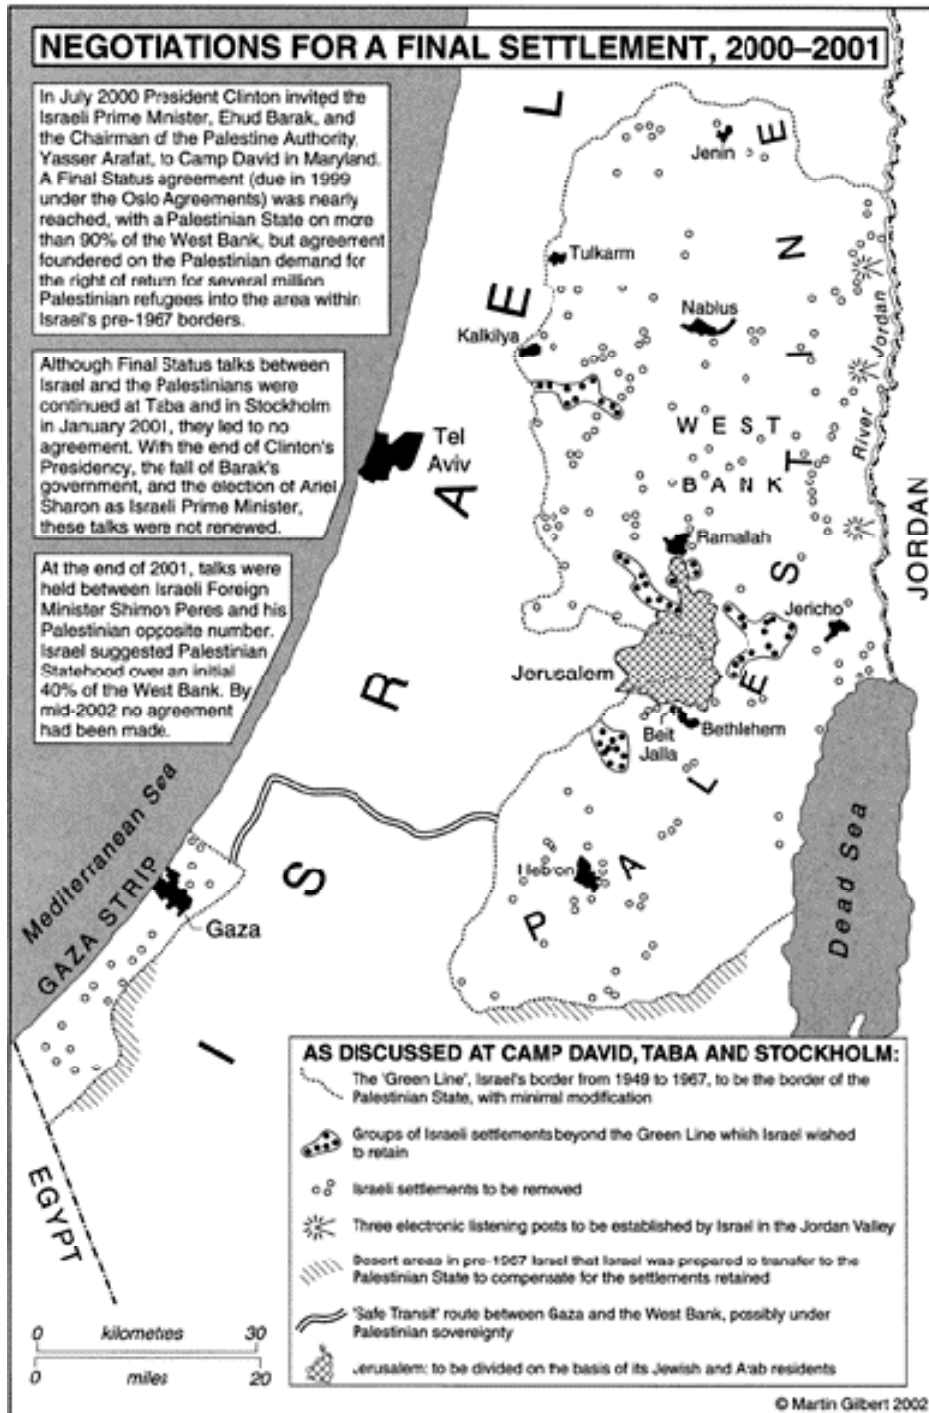 NEGOTIATIONS FOR A FINAL SETTLEMENT, 2000–2001
In July 2000 President Clinton invited the
Israeli Prime Minister, Ehud Barak, and
the Chairman of the Palestine Authority,
Yasser Arafat, to Camp David in Maryland.
A Final Status agreement (due in 1999
under the Oslo Agreements) was nearly
reached, with a Palestinian State on more
than 90% of the West Bank, but agreement
foundered on the Palestinian demand for
the right of return for several million
Palestinian refugees into the area within
Israel's pre-1967 borders.
Although Final Status talks between
Israel and the Palestinians were
continued at Taba and in Stockholm
in January 2001, they led to no
agreement. With the end of Clinton's
Presidency, the fall of Barak's
government, and the election of Ariel
Sharon as Israeli Prime Minister,
these talks were not renewed.
At the end of 2001, talks were
held between Israeli Foreign
Minister Shimon Peres and his
Palestinian opposite number.
Israel suggested Palestinian
Statehood over an initial
40% of the West Bank. By
mid-2002 no agreement
had been made.
ISRAEL
PALESTINE
Jenin
Tulkarm
Nablus
Kalkilya
WEST
BANK
River Jordan
JORDAN
Tel
Aviv
Ramallah
Jericho
Jerusalem
Beit
Jalla
Bethlehem
Hebron
Dead Sea
Mediterranean Sea
GAZA STRIP
Gaza
EGYPT
AS DISCUSSED AT CAMP DAVID, TABA AND STOCKHOLM:
The 'Green Line', Israel's border from 1949 to 1967, to be the border of the
Palestinian State, with minimal modification
Groups of Israeli settlements beyond the Green Line which Israel wished
to retain
Israeli settlements to be removed
Three electronic listening posts to be established by Israel in the Jordan Valley
Desert areas in pre-1967 Israel that Israel was prepared to transfer to the
Palestinian State to compensate for the settlements retained
'Safe Transit' route between Gaza and the West Bank, possibly under
Palestinian sovereignty
Jerusalem: to be divided on the basis of its Jewish and Arab residents
0 kilometres 30
0 miles 20
© Martin Gilbert 2002